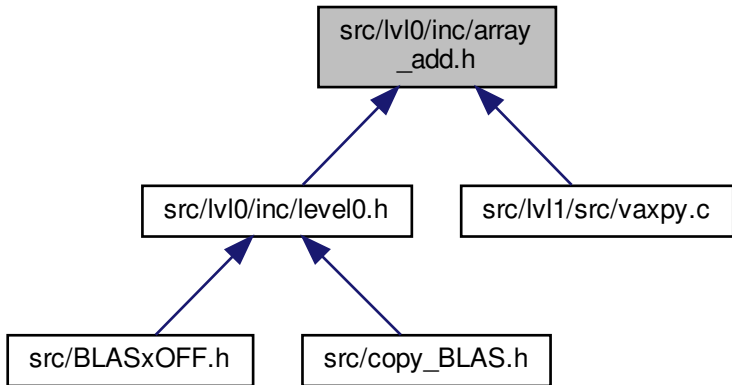 src/lvl0/inc/array
_add.h
src/lvl0/inc/level0.h
src/lvl1/src/vaxpy.c
src/BLASxOFF.h
src/copy_BLAS.h